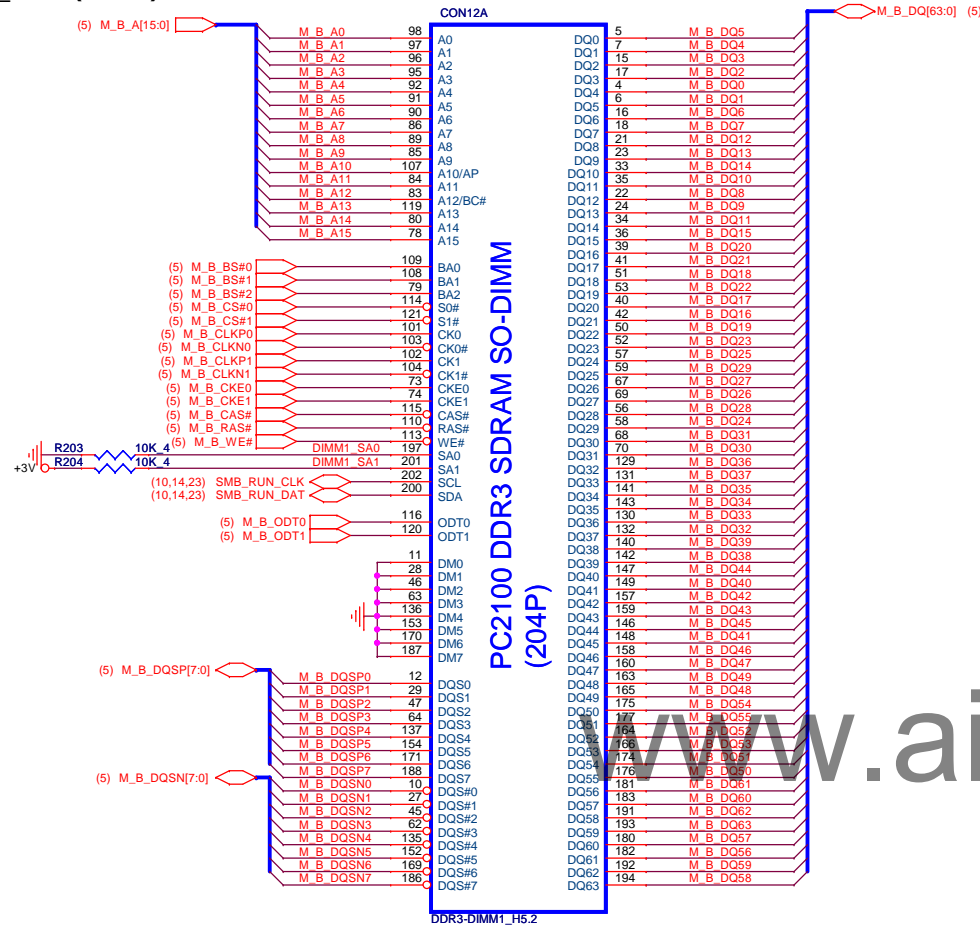 CON12A
(5) M_B_A[15:0]
M_B_A0 98 A0
M_B_A1 97 A1
M_B_A2 96 A2
M_B_A3 95 A3
M_B_A4 92 A4
M_B_A5 91 A5
M_B_A6 90 A6
M_B_A7 86 A7
M_B_A8 89 A8
M_B_A9 85 A9
M_B_A10 107 A10/AP
M_B_A11 84 A11
M_B_A12 83 A12/BC#
M_B_A13 119 A13
M_B_A14 80 A14
M_B_A15 78 A15
(5) M_B_BS#0 109 BA0
(5) M_B_BS#1 108 BA1
(5) M_B_BS#2 79 BA2
(5) M_B_CS#0 114 S0#
(5) M_B_CS#1 121 S1#
(5) M_B_CLKP0 101 CK0
(5) M_B_CLKN0 103 CK0#
(5) M_B_CLKP1 102 CK1
(5) M_B_CLKN1 104 CK1#
(5) M_B_CKE0 73 CKE0
(5) M_B_CKE1 74 CKE1
(5) M_B_CAS# 115 CAS#
(5) M_B_RAS# 110 RAS#
(5) M_B_WE# 113 WE#
R203 10K_4 DIMM1_SA0 197 SA0
+3V R204 10K_4 DIMM1_SA1 201 SA1
(10,14,23) SMB_RUN_CLK 202 SCL
(10,14,23) SMB_RUN_DAT 200 SDA
(5) M_B_ODT0 116 ODT0
(5) M_B_ODT1 120 ODT1
11 DM0
28 DM1
46 DM2
63 DM3
136 DM4
153 DM5
170 DM6
187 DM7
(5) M_B_DQSP[7:0]
M_B_DQSP0 12 DQS0
M_B_DQSP1 29 DQS1
M_B_DQSP2 47 DQS2
M_B_DQSP3 64 DQS3
M_B_DQSP4 137 DQS4
M_B_DQSP5 154 DQS5
M_B_DQSP6 171 DQS6
M_B_DQSP7 188 DQS7
(5) M_B_DQSN[7:0]
M_B_DQSN0 10 DQS#0
M_B_DQSN1 27 DQS#1
M_B_DQSN2 45 DQS#2
M_B_DQSN3 62 DQS#3
M_B_DQSN4 135 DQS#4
M_B_DQSN5 152 DQS#5
M_B_DQSN6 169 DQS#6
M_B_DQSN7 186 DQS#7
PC2100 DDR3 SDRAM SO-DIMM
(204P)
M_B_DQ[63:0] (5)
DQ0 5 M_B_DQ5
DQ1 7 M_B_DQ4
DQ2 15 M_B_DQ3
DQ3 17 M_B_DQ2
DQ4 4 M_B_DQ0
DQ5 6 M_B_DQ1
DQ6 16 M_B_DQ6
DQ7 18 M_B_DQ7
DQ8 21 M_B_DQ12
DQ9 23 M_B_DQ13
DQ10 33 M_B_DQ14
DQ11 35 M_B_DQ10
DQ12 22 M_B_DQ8
DQ13 24 M_B_DQ9
DQ14 34 M_B_DQ11
DQ15 36 M_B_DQ15
DQ16 39 M_B_DQ20
DQ17 41 M_B_DQ21
DQ18 51 M_B_DQ18
DQ19 53 M_B_DQ22
DQ20 40 M_B_DQ17
DQ21 42 M_B_DQ16
DQ22 50 M_B_DQ19
DQ23 52 M_B_DQ23
DQ24 57 M_B_DQ25
DQ25 59 M_B_DQ29
DQ26 67 M_B_DQ27
DQ27 69 M_B_DQ26
DQ28 56 M_B_DQ28
DQ29 58 M_B_DQ24
DQ30 68 M_B_DQ31
DQ31 70 M_B_DQ30
DQ32 129 M_B_DQ36
DQ33 131 M_B_DQ37
DQ34 141 M_B_DQ35
DQ35 143 M_B_DQ34
DQ36 130 M_B_DQ33
DQ37 132 M_B_DQ32
DQ38 140 M_B_DQ39
DQ39 142 M_B_DQ38
DQ40 147 M_B_DQ44
DQ41 149 M_B_DQ40
DQ42 157 M_B_DQ42
DQ43 159 M_B_DQ43
DQ44 146 M_B_DQ45
DQ45 148 M_B_DQ41
DQ46 158 M_B_DQ46
DQ47 160 M_B_DQ47
DQ48 163 M_B_DQ49
DQ49 165 M_B_DQ48
DQ50 175 M_B_DQ54
DQ51 177 M_B_DQ55
DQ52 164 M_B_DQ52
DQ53 166 M_B_DQ53
DQ54 174 M_B_DQ51
DQ55 176 M_B_DQ50
DQ56 181 M_B_DQ61
DQ57 183 M_B_DQ60
DQ58 191 M_B_DQ62
DQ59 193 M_B_DQ63
DQ60 180 M_B_DQ57
DQ61 182 M_B_DQ56
DQ62 192 M_B_DQ59
DQ63 194 M_B_DQ58
www.ai
DDR3-DIMM1_H5.2